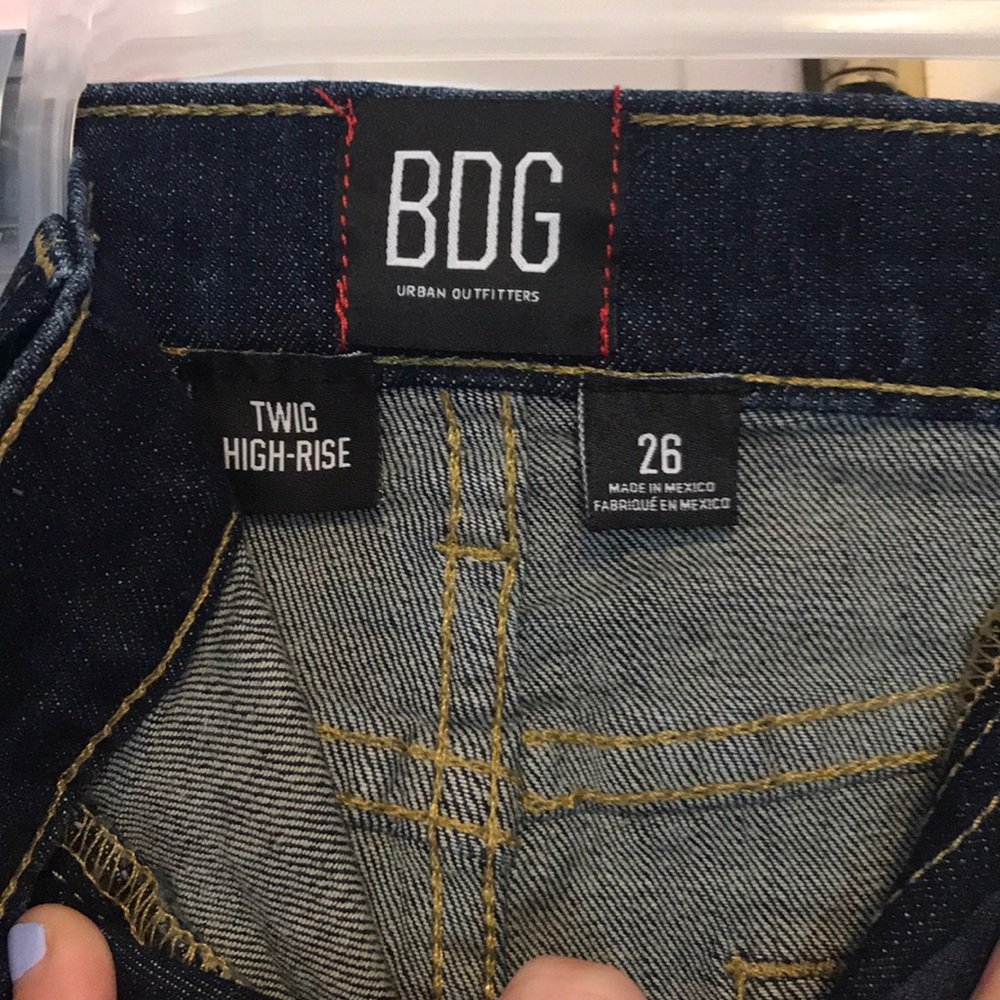 BDG
URBAN OUTFITTERS
TWIG
HIGH-RISE
26
MADE IN MEXICO
FABRIQUÉ EN MEXICO